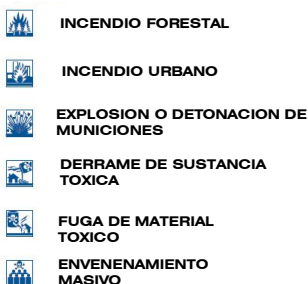 INCENDIO FORESTAL
INCENDIO URBANO
EXPLOSION O DETONACION DE
MUNICIONES
DERRAME DE SUSTANCIA
TOXICA
FUGA DE MATERIAL
TOXICO
ENVENENAMIENTO
MASIVO